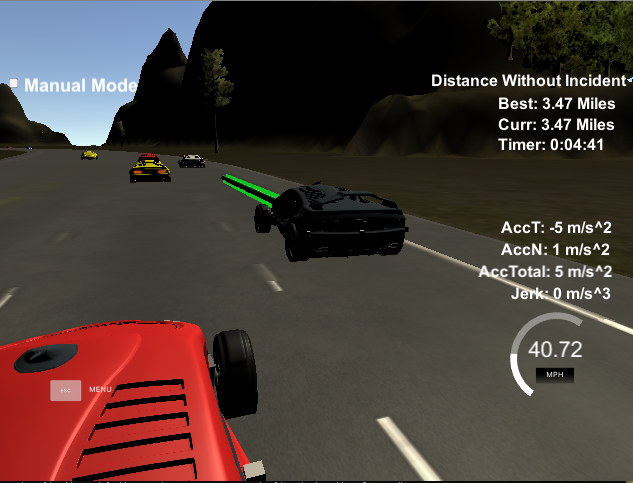 Manual Mode
Distance Without Incident
Best: 3.47 Miles
Curr: 3.47 Miles
Timer: 0:04:41
AccT: -5 m/s^2
AccN: 1 m/s^2
AccTotal: 5 m/s^2
Jerk: 0 m/s^3
40.72
MPH
ESC
MENU: